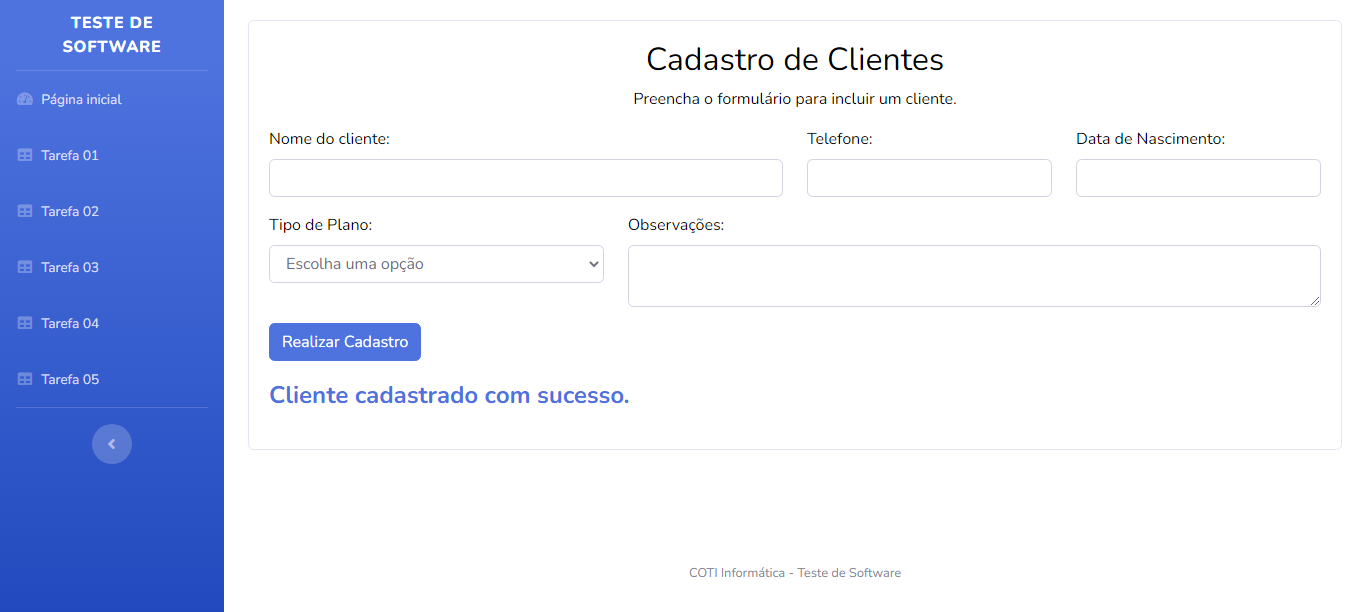 TESTE DE
SOFTWARE
Página inicial
Tarefa 01
Tarefa 02
Tarefa 03
Tarefa 04
Tarefa 05
Cadastro de Clientes
Preencha o formulário para incluir um cliente.
Nome do cliente:
Telefone:
Data de Nascimento:
Tipo de Plano:
Observações:
Escolha uma opção
Realizar Cadastro
Cliente cadastrado com sucesso.
COTI Informática - Teste de Software